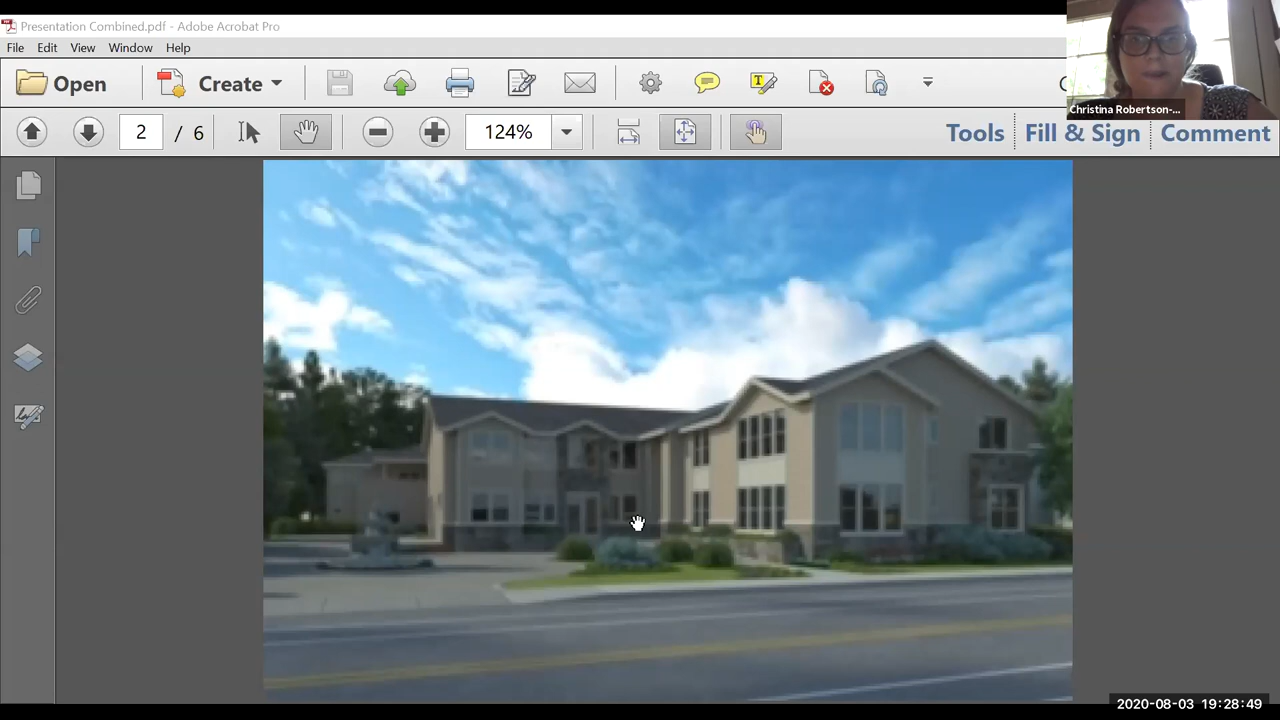 Presentation Combined.pdf - Adobe Acrobat Pro
File Edit View Window Help
Open Create
2 / 6 124% Tools Fill & Sign Comment
Christina Robertson-...
2020-08-03 19:28:49